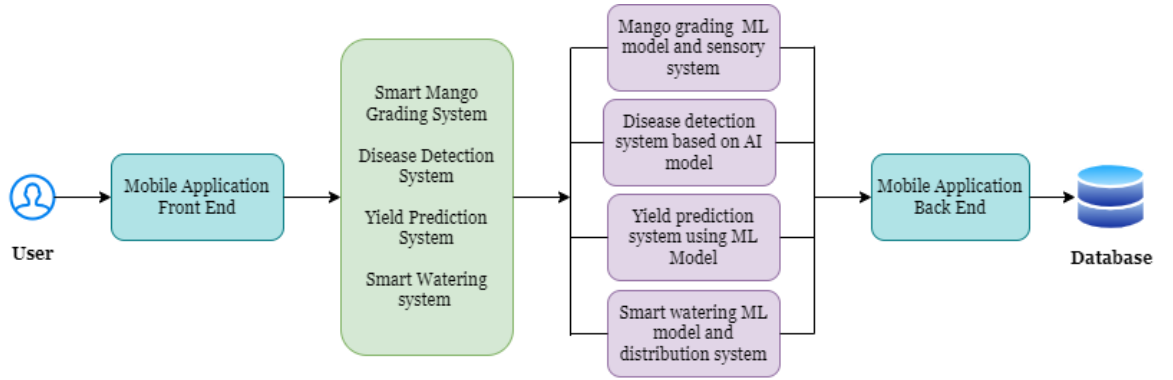 User
Mobile Application
Front End
Smart Mango
Grading System
Disease Detection
System
Yield Prediction
System
Smart Watering
system
Mango grading ML
model and sensory
system
Disease detection
system based on AI
model
Yield prediction
system using ML
Model
Smart watering ML
model and
distribution system
Mobile Application
Back End
Database